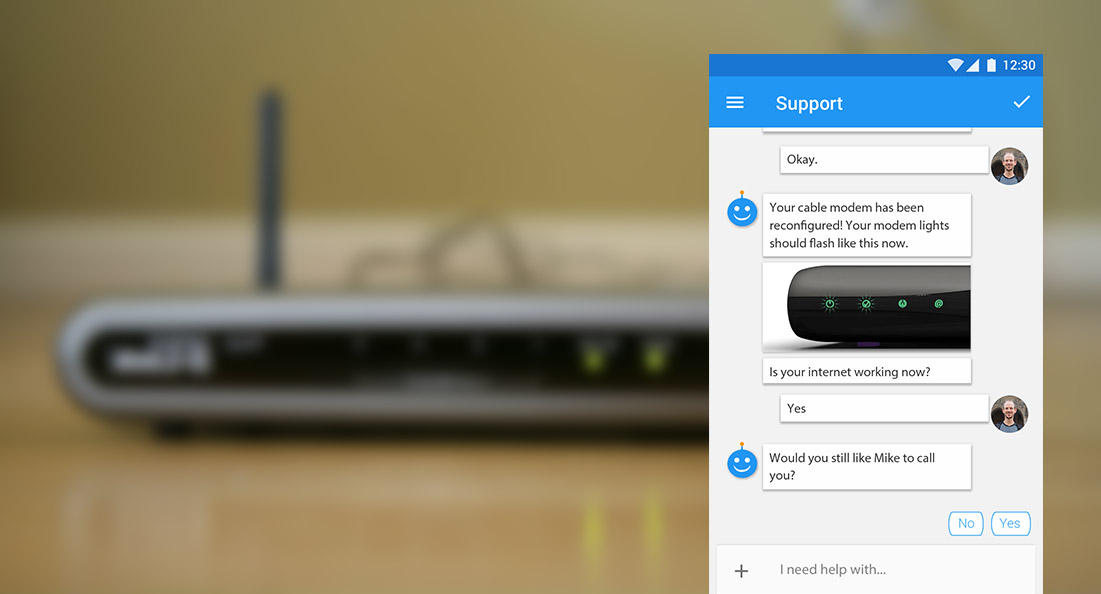 12:30
Support
Okay.
Your cable modem has been
reconfigured! Your modem lights
should flash like this now.
Is your internet working now?
Yes
Would you still like Mike to call
you?
No
Yes
I need help with...